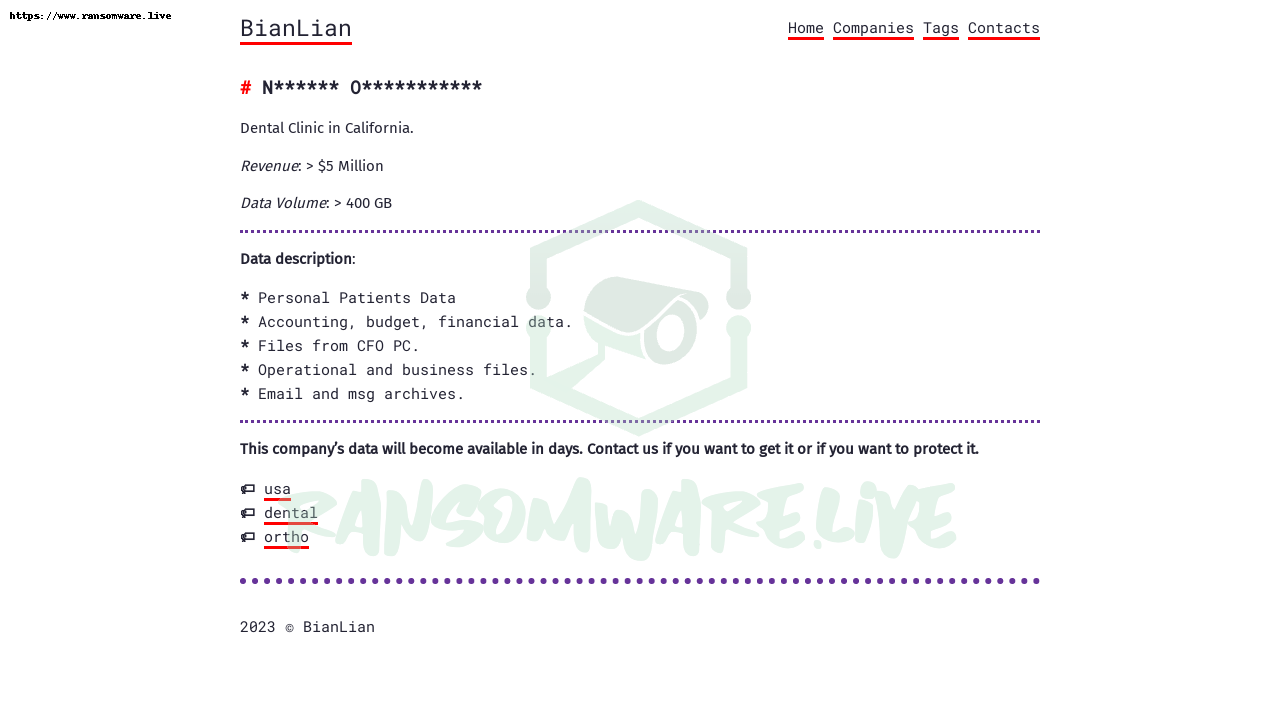 https://www.ransomware.live
BianLian
Home Companies Tags Contacts
# N****** O***********
Dental Clinic in California.
Revenue: > $5 Million
Data Volume: > 400 GB
Data description:
* Personal Patients Data
* Accounting, budget, financial data.
* Files from CFO PC.
* Operational and business files.
* Email and msg archives.
This company’s data will become available in days. Contact us if you want to get it or if you want to protect it.
usa
dental
ortho
RANSOMWARE.LIVE
2023 © BianLian